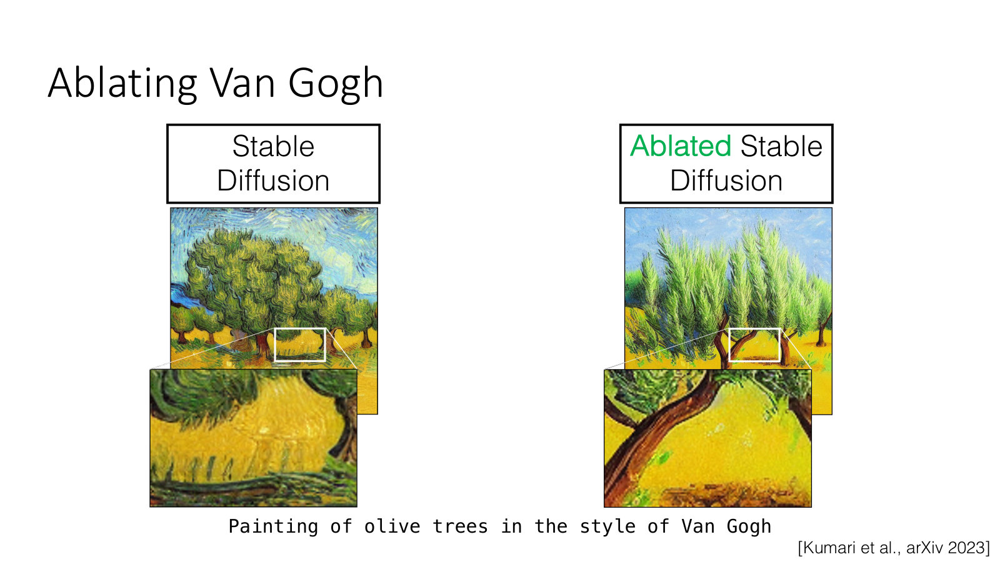 Ablating Van Gogh
Stable
Diffusion
Ablated Stable
Diffusion
Painting of olive trees in the style of Van Gogh
[Kumari et al., arXiv 2023]